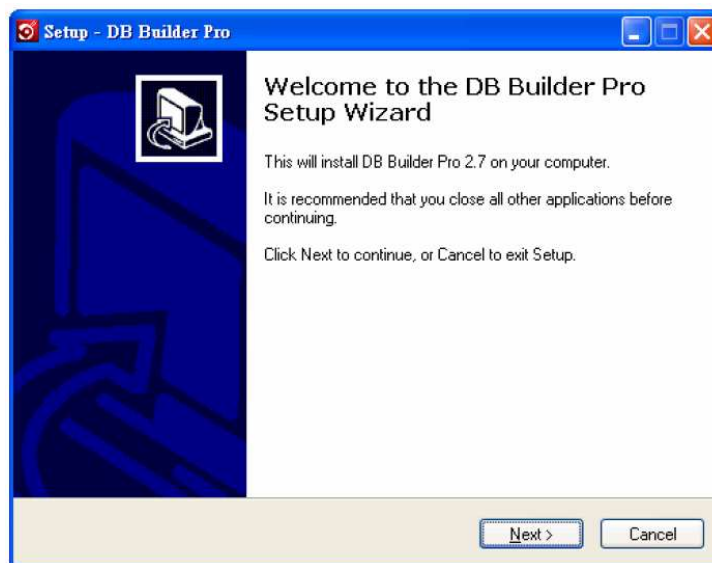 Setup - DB Builder Pro
Welcome to the DB Builder Pro
Setup Wizard
This will install DB Builder Pro 2.7 on your computer.
It is recommended that you close all other applications before
continuing.
Click Next to continue, or Cancel to exit Setup.
Next >
Cancel